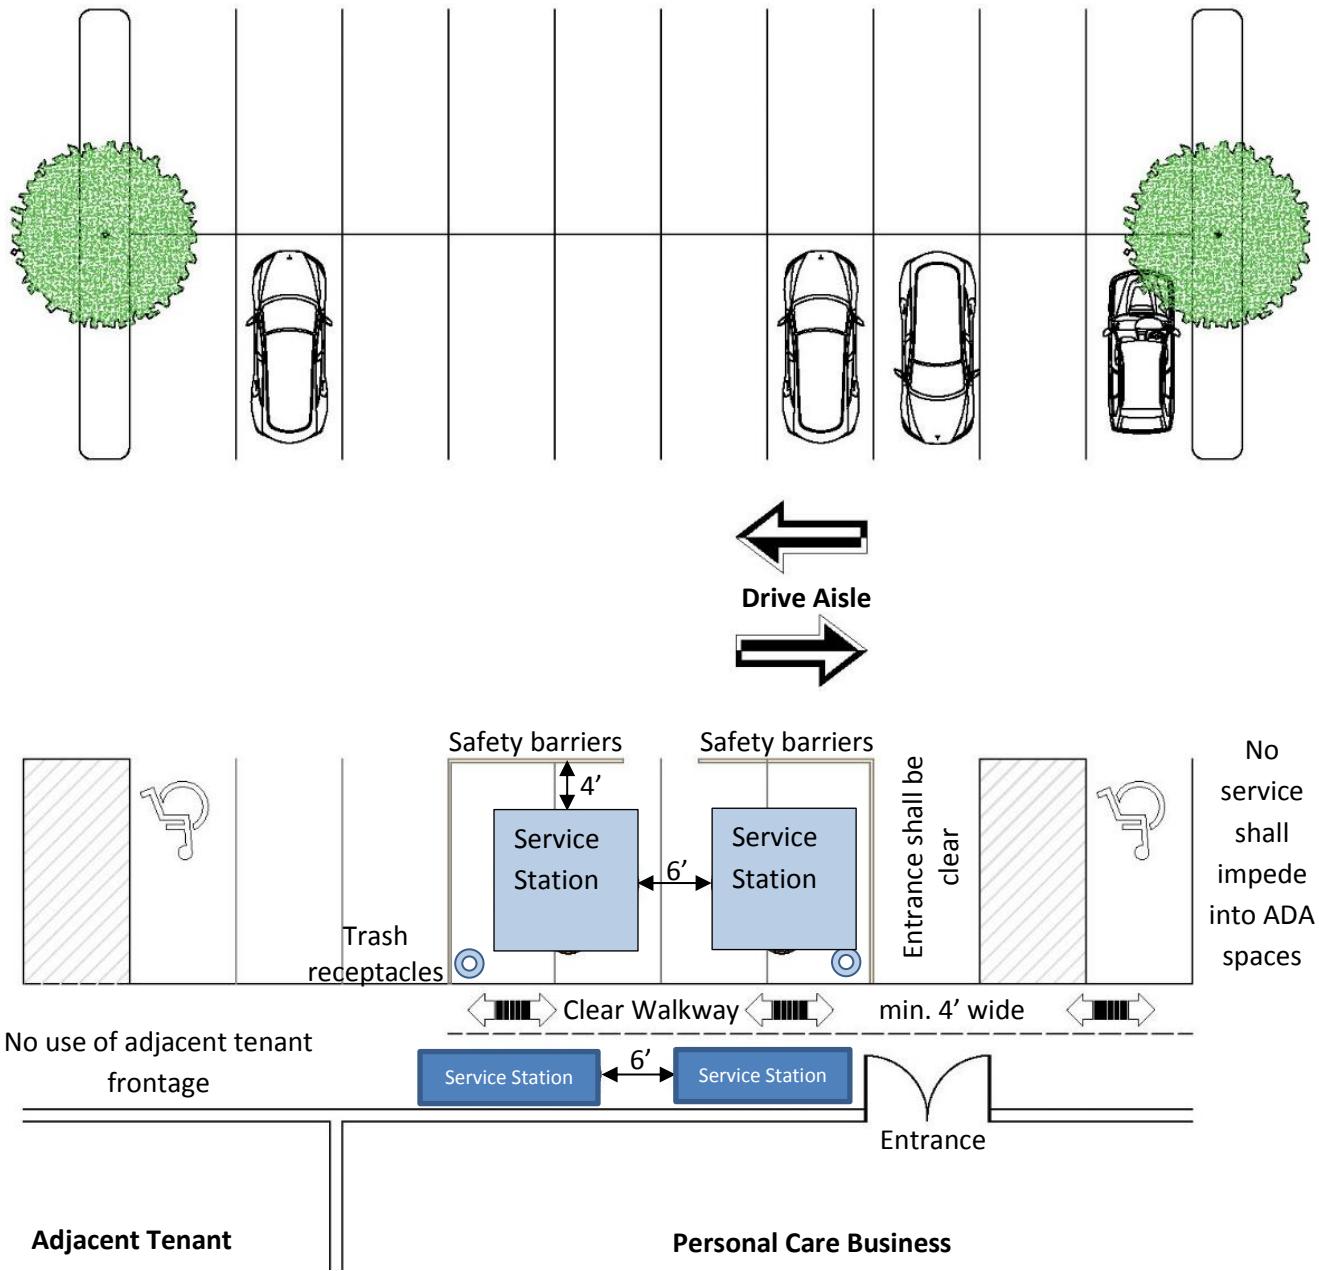 Drive Aisle
Safety barriers
Safety barriers
4’
Service
Station
6’
Service
Station
Entrance shall be
clear
No
service
shall
impede
into ADA
spaces
Trash
receptacles
Clear Walkway
min. 4’ wide
No use of adjacent tenant
frontage
Service Station
6’
Service Station
Entrance
Adjacent Tenant
Personal Care Business